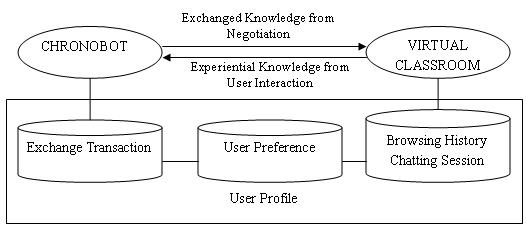 Exchanged Knowledge from
Negotiation
CHRONOBOT
VIRTUAL
CLASSROOM
Experiential Knowledge from
User Interaction
Exchange Transaction
User Preference
Browsing History
Chatting Session
User Profile